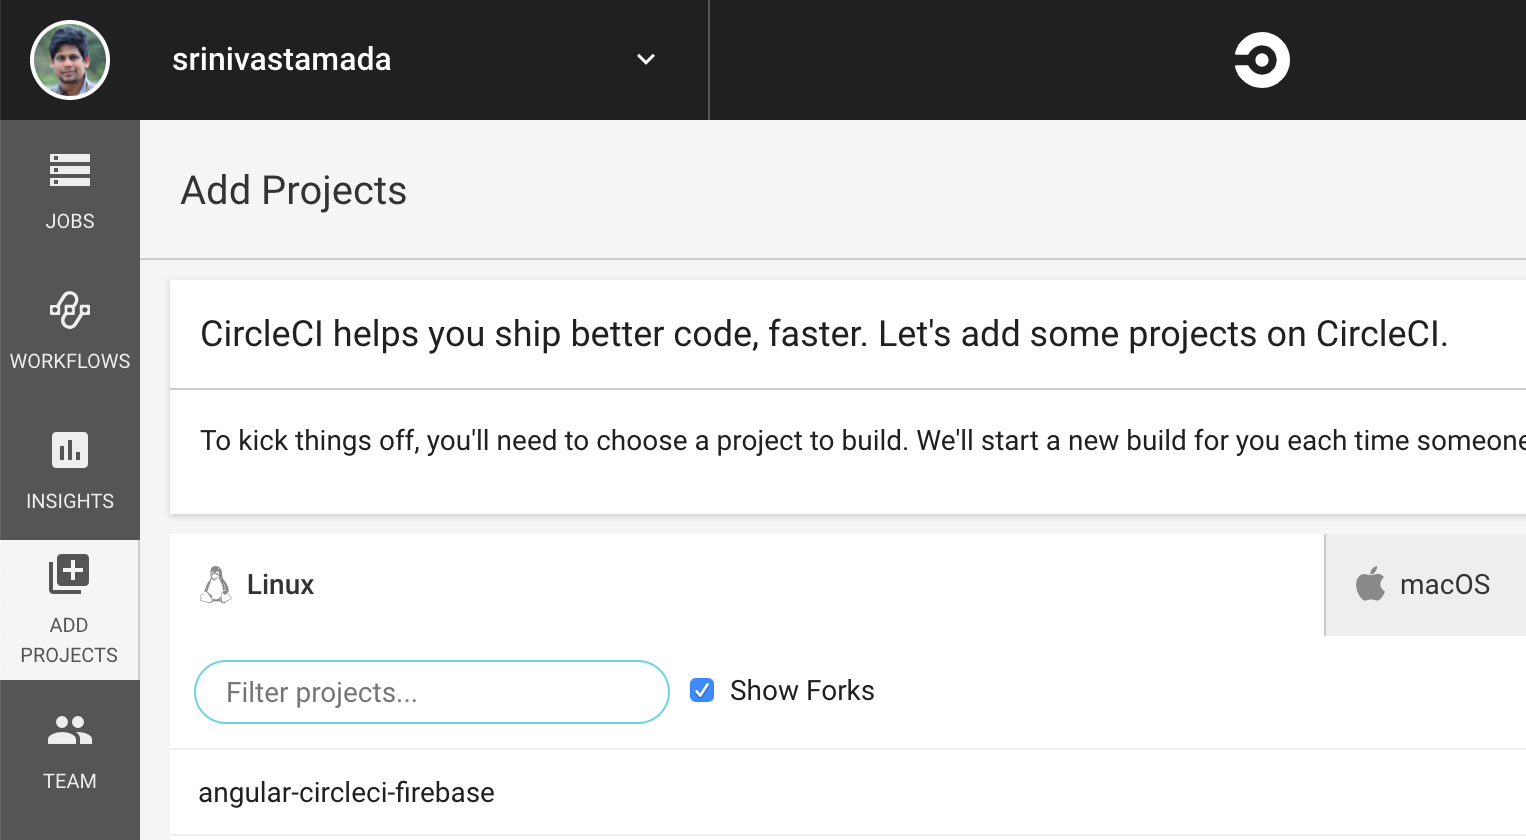 srinivastamada
JOBS
WORKFLOWS
INSIGHTS
ADD
PROJECTS
TEAM
Add Projects
CircleCI helps you ship better code, faster. Let's add some projects on CircleCI.
To kick things off, you'll need to choose a project to build. We'll start a new build for you each time someone
Linux
macOS
Filter projects...
Show Forks
angular-circleci-firebase